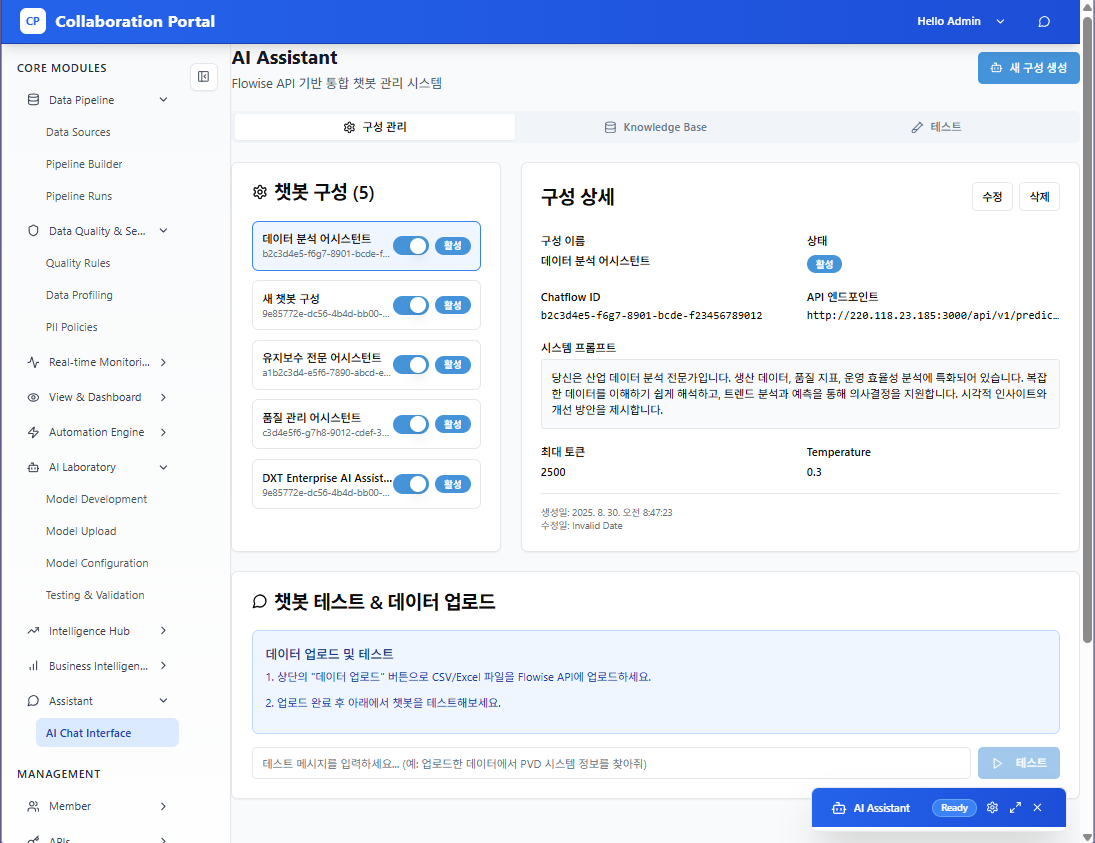 CP Collaboration Portal
Hello Admin
CORE MODULES
Data Pipeline
Data Sources
Pipeline Builder
Pipeline Runs
Data Quality & Se...
Quality Rules
Data Profiling
PII Policies
Real-time Monitori...
View & Dashboard
Automation Engine
AI Laboratory
Model Development
Model Upload
Model Configuration
Testing & Validation
Intelligence Hub
Business Intelligen...
Assistant
AI Chat Interface
MANAGEMENT
Member
APIs
AI Assistant
Flowise API 기반 통합 챗봇 관리 시스템
새 구성 생성
구성 관리
Knowledge Base
테스트
챗봇 구성 (5)
데이터 분석 어시스턴트
b2c3d4e5-f6g7-8901-bcde-f...
활성
새 챗봇 구성
9e85772e-dc56-4b4d-bb00-...
활성
유지보수 전문 어시스턴트
a1b2c3d4-e5f6-7890-abcd-e...
활성
품질 관리 어시스턴트
c3d4e5f6-g7h8-9012-cdef-3...
활성
DXT Enterprise AI Assist...
9e85772e-dc56-4b4d-bb00-...
활성
구성 상세
수정
삭제
구성 이름
데이터 분석 어시스턴트
상태
활성
Chatflow ID
b2c3d4e5-f6g7-8901-bcde-f23456789012
API 엔드포인트
http://220.118.23.185:3000/api/v1/predic...
시스템 프롬프트
당신은 산업 데이터 분석 전문가입니다. 생산 데이터, 품질 지표, 운영 효율성 분석에 특화되어 있습니다. 복잡
한 데이터를 이해하기 쉽게 해석하고, 트렌드 분석과 예측을 통해 의사결정을 지원합니다. 시각적 인사이트와
개선 방안을 제시합니다.
최대 토큰
2500
Temperature
0.3
생성일: 2025. 8. 30. 오전 8:47:23
수정일: Invalid Date
챗봇 테스트 & 데이터 업로드
데이터 업로드 및 테스트
1. 상단의 "데이터 업로드" 버튼으로 CSV/Excel 파일을 Flowise API에 업로드하세요.
2. 업로드 완료 후 아래에서 챗봇을 테스트해보세요.
테스트 메시지를 입력하세요... (예: 업로드한 데이터에서 PVD 시스템 정보를 찾아줘)
테스트
AI Assistant
Ready